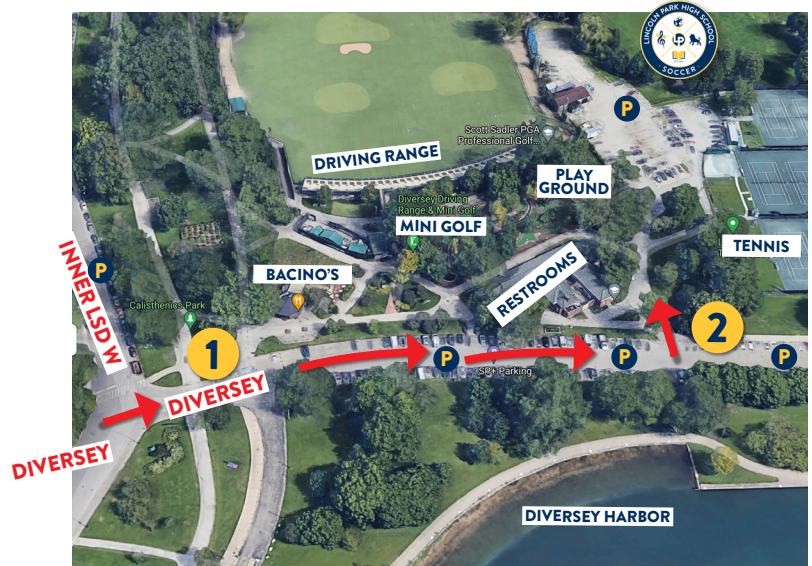 LINCOLN PARK HIGH SCHOOL
LP
SOCCER
P
Scott Sadler PGA
Professional Golf...
DRIVING RANGE
PLAY
GROUND
Diversey Driving
Range & Mini Golf
MINI GOLF
TENNIS
INNER LSD W
P
BACINO'S
RESTROOMS
Calisthenics Park
1
2
P
P
P
SP+ Parking
DIVERSEY
DIVERSEY
DIVERSEY HARBOR